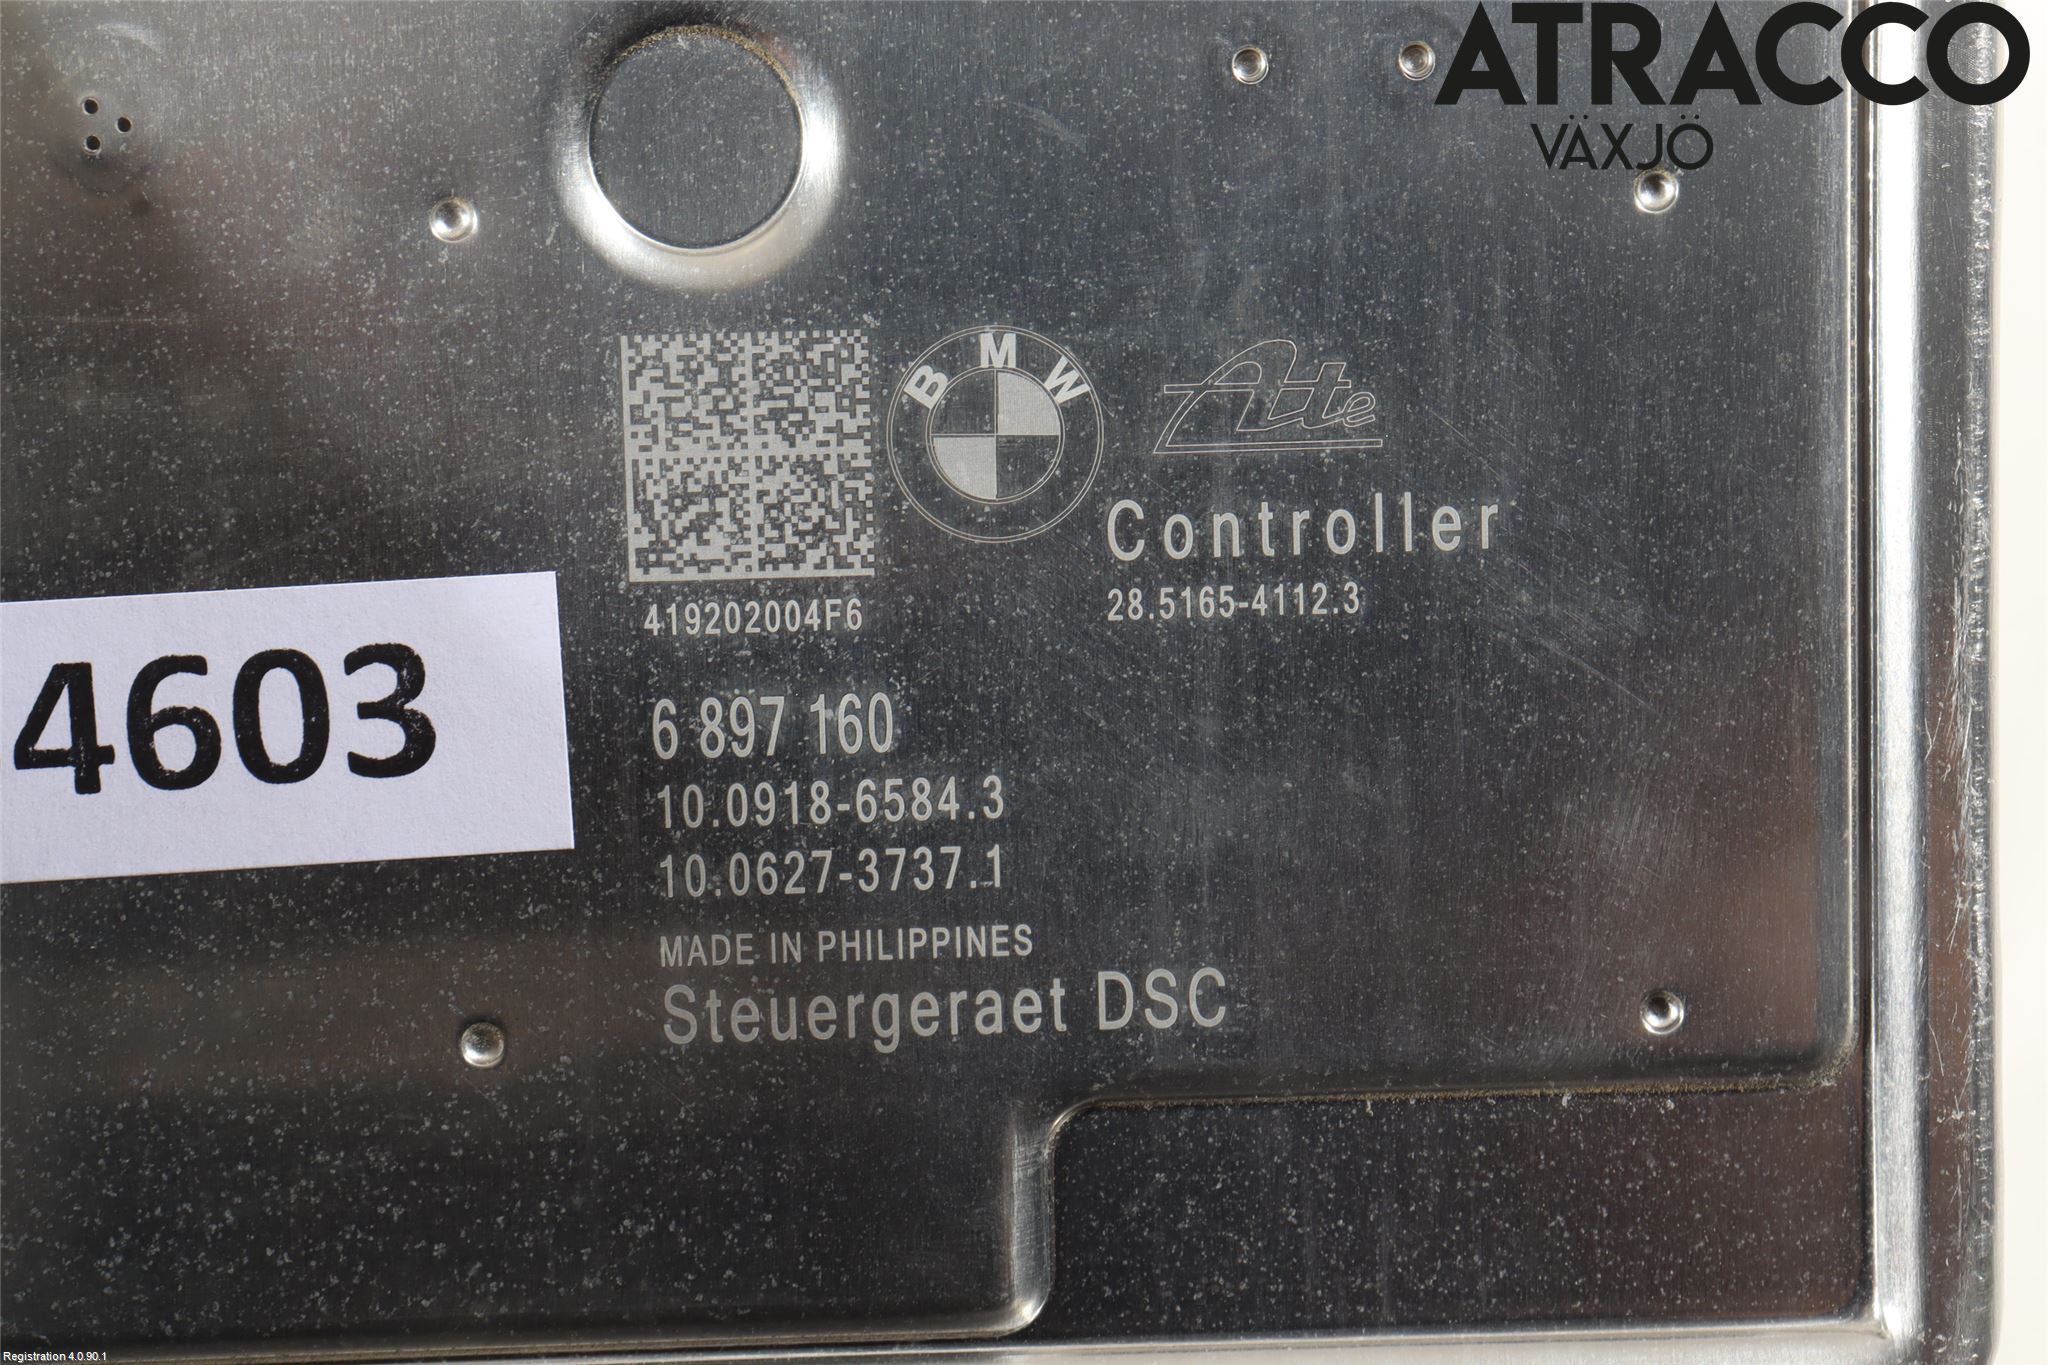 ATRACCO
VÄXJÖ
BMW
Ate
Controller
419202004F6
28.5165-4112.3
4603
6 897 160
10.0918-6584.3
10.0627-3737.1
MADE IN PHILIPPINES
Steuergeraet DSC
Registration 4.0.90.1